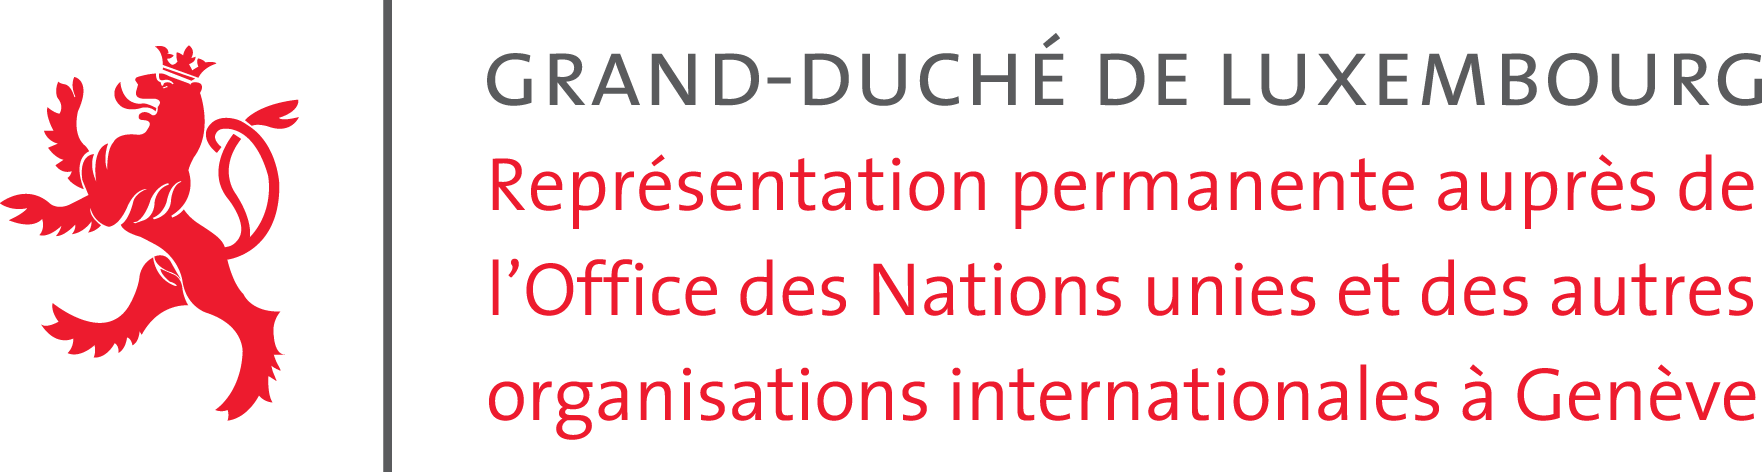 GRAND-DUCHÉ DE LUXEMBOURG
Représentation permanente auprès de
l’Office des Nations unies et des autres
organisations internationales à Genève